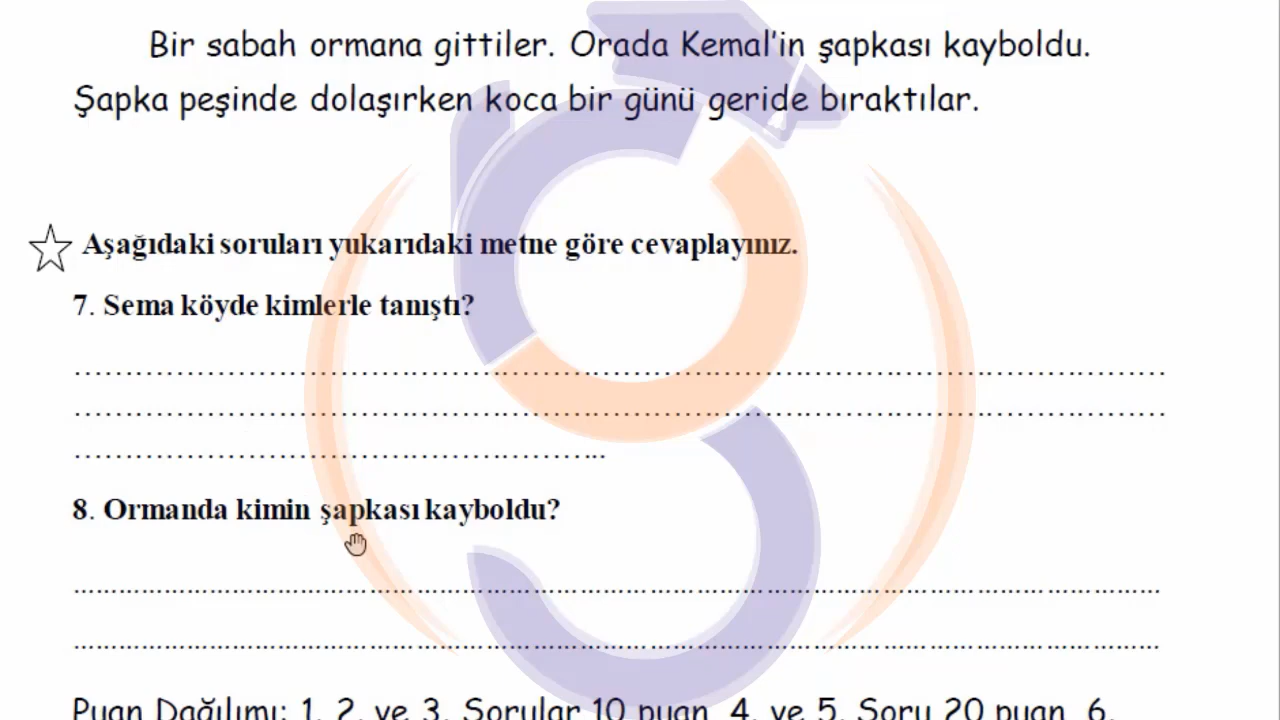 Bir sabah ormana gittiler. Orada Kemal'in şapkası kayboldu.
Şapka peşinde dolaşırken koca bir günü geride bıraktılar.
Aşağıdaki soruları yukarıdaki metne göre cevaplayınız.
7. Sema köyde kimlerle tanıştı?
8. Ormanda kimin şapkası kayboldu?
Puan Dağılımı: 1, 2, ve 3. Sorular 10 puan, 4. ve 5. Soru 20 puan, 6.